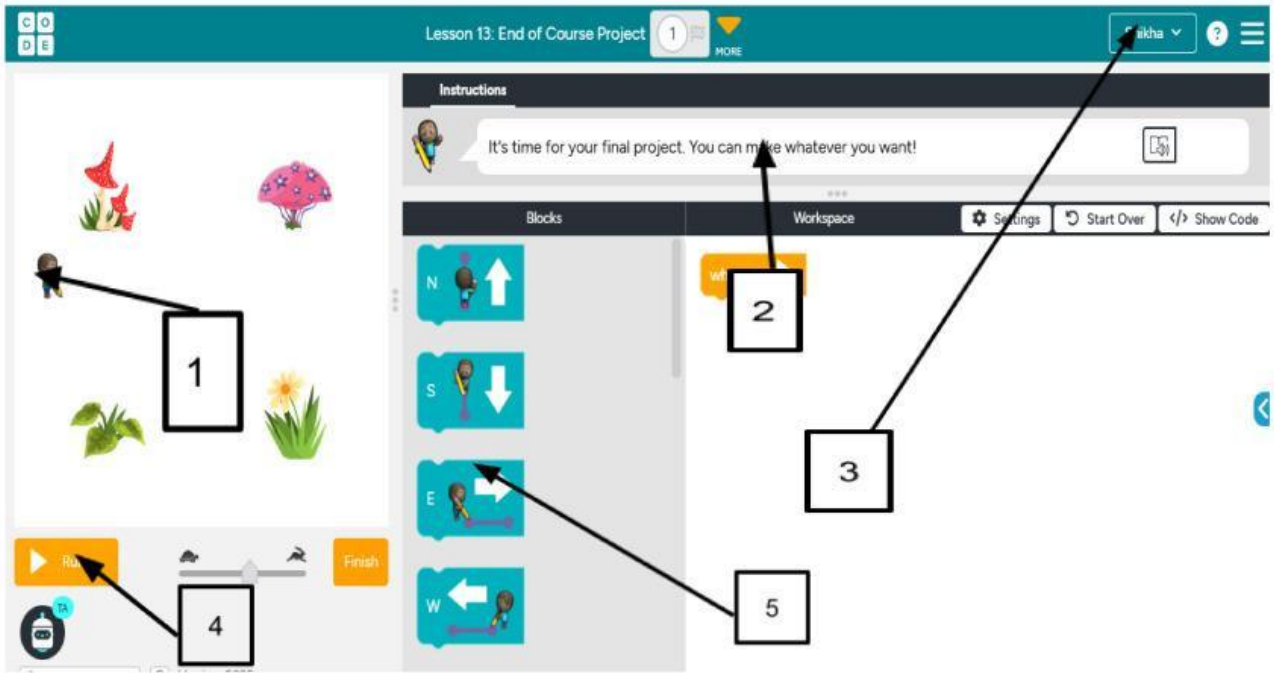 C O
D E
Lesson 13: End of Course Project
1
MORE
?
Instructions
It's time for your final project. You can make whatever you want!
Blocks
Workspace
Settings
Start Over
</> Show Code
N
S
E
W
1
2
3
4
5
Run
Finish
TA